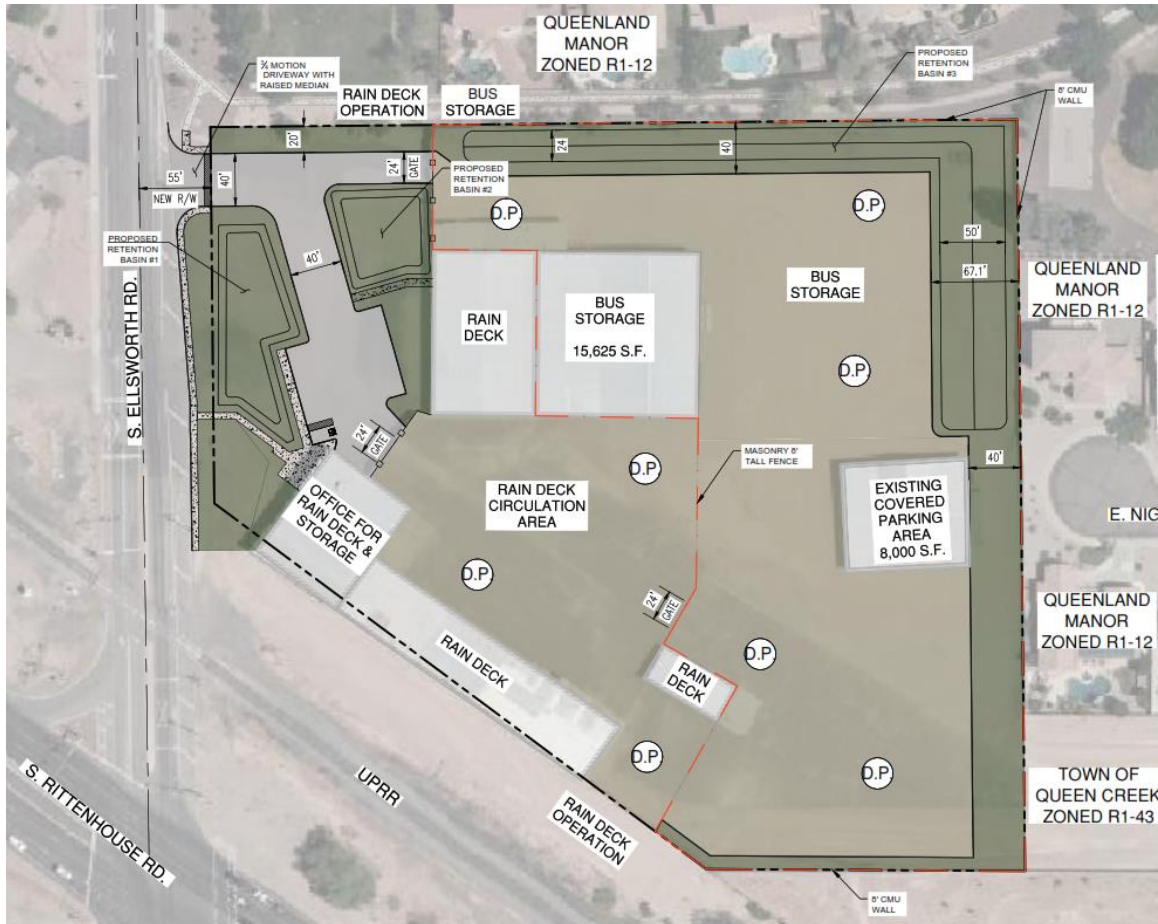 QUEENLAND
MANOR
ZONED R1-12
¾ MOTION
DRIVEWAY WITH
RAISED MEDIAN
RAIN DECK
OPERATION
BUS
STORAGE
PROPOSED
RETENTION
BASIN #3
8' CMU
WALL
20'
24
40
55'
NEW R/W
40'
24'
GATE
PROPOSED
RETENTION
BASIN #2
D.P.
D.P.
PROPOSED
RETENTION
BASIN #1
40'
50'
67.1'
BUS
STORAGE
QUEENLAND
MANOR
ZONED R1-12
RAIN
DECK
BUS
STORAGE
15,625 S.F.
D.P.
S. ELLSWORTH RD.
24'
GATE
MASONRY 6'
TALL FENCE
40'
D.P.
RAIN DECK
CIRCULATION
AREA
EXISTING
COVERED
PARKING
AREA
8,000 S.F.
OFFICE FOR
RAIN DECK &
STORAGE
E. NIG
D.P.
24'
GATE
QUEENLAND
MANOR
ZONED R1-12
RAIN DECK
D.P.
RAIN
DECK
D.P.
D.P.
UPRR
S. RITTENHOUSE RD.
RAIN DECK
OPERATION
TOWN OF
QUEEN CREEK
ZONED R1-43
8' CMU
WALL